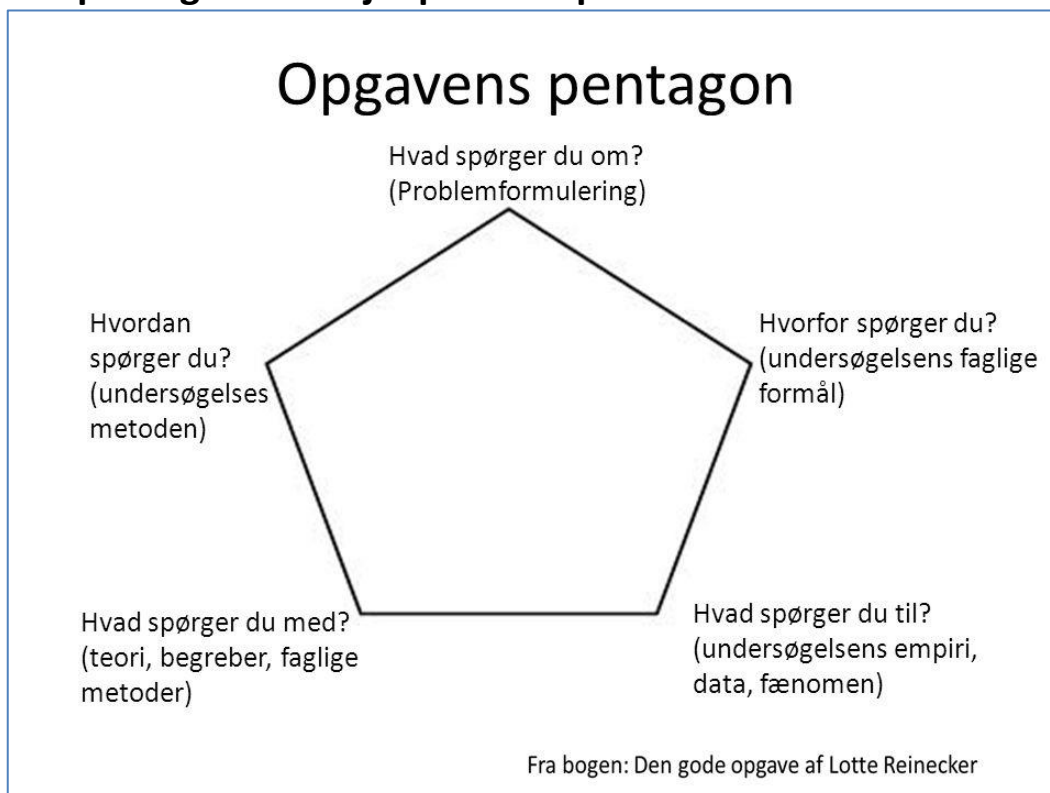 Opgavens pentagon
Hvad spørger du om?
(Problemformulering)
Hvordan
spørger du?
(undersøgelses
metoden)
Hvorfor spørger du?
(undersøgelsens faglige
formål)
Hvad spørger du med?
(teori, begreber, faglige
metoder)
Hvad spørger du til?
(undersøgelsens empiri,
data, fænomen)
Fra bogen: Den gode opgave af Lotte Reinecker